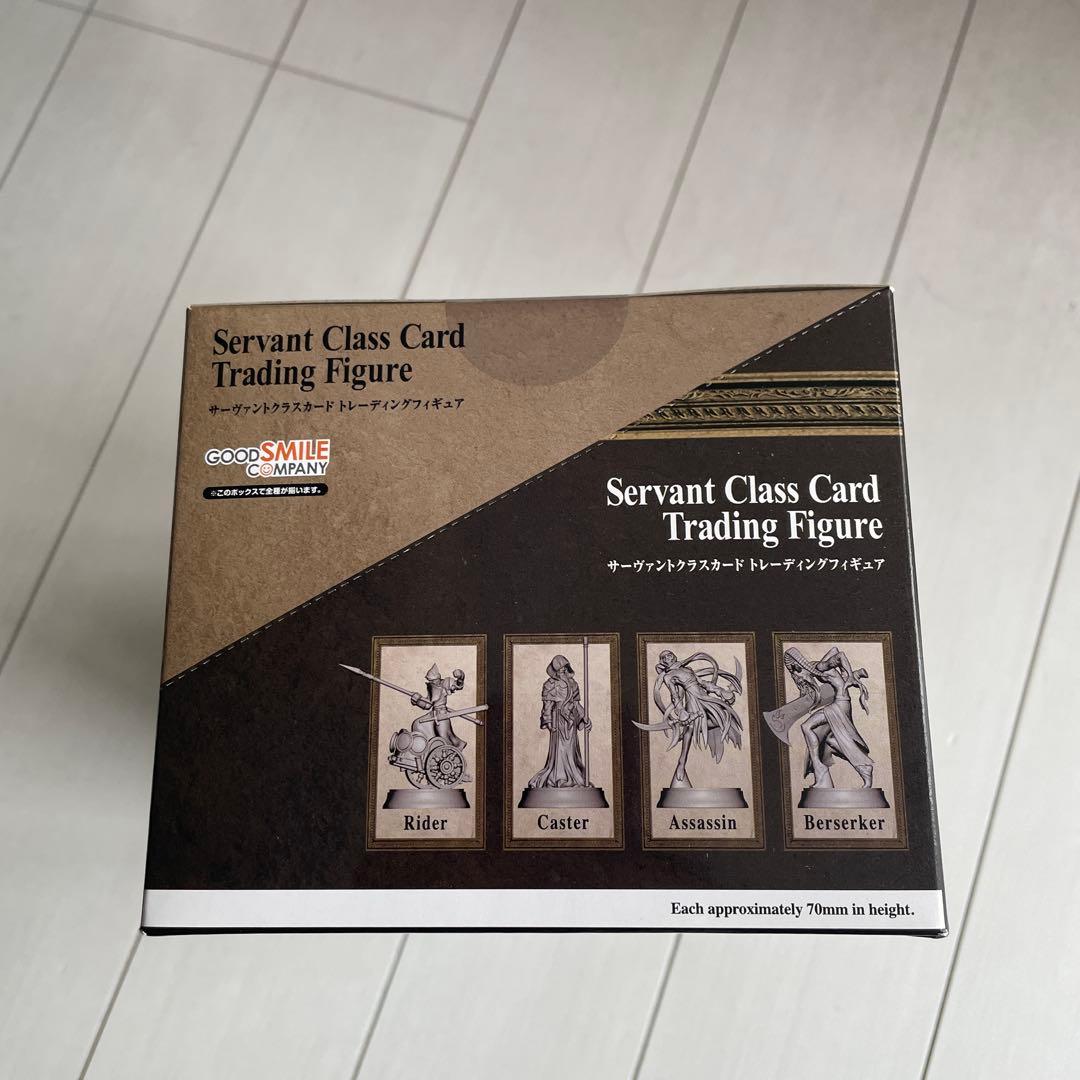 Servant Class Card
Trading Figure
サーヴァントクラスカード トレーディングフィギュア
GOOD SMILE
COMPANY
※このボックスで全種が揃います。
Servant Class Card
Trading Figure
サーヴァントクラスカード トレーディングフィギュア
Rider
Caster
Assassin
Berserker
Each approximately 70mm in height.